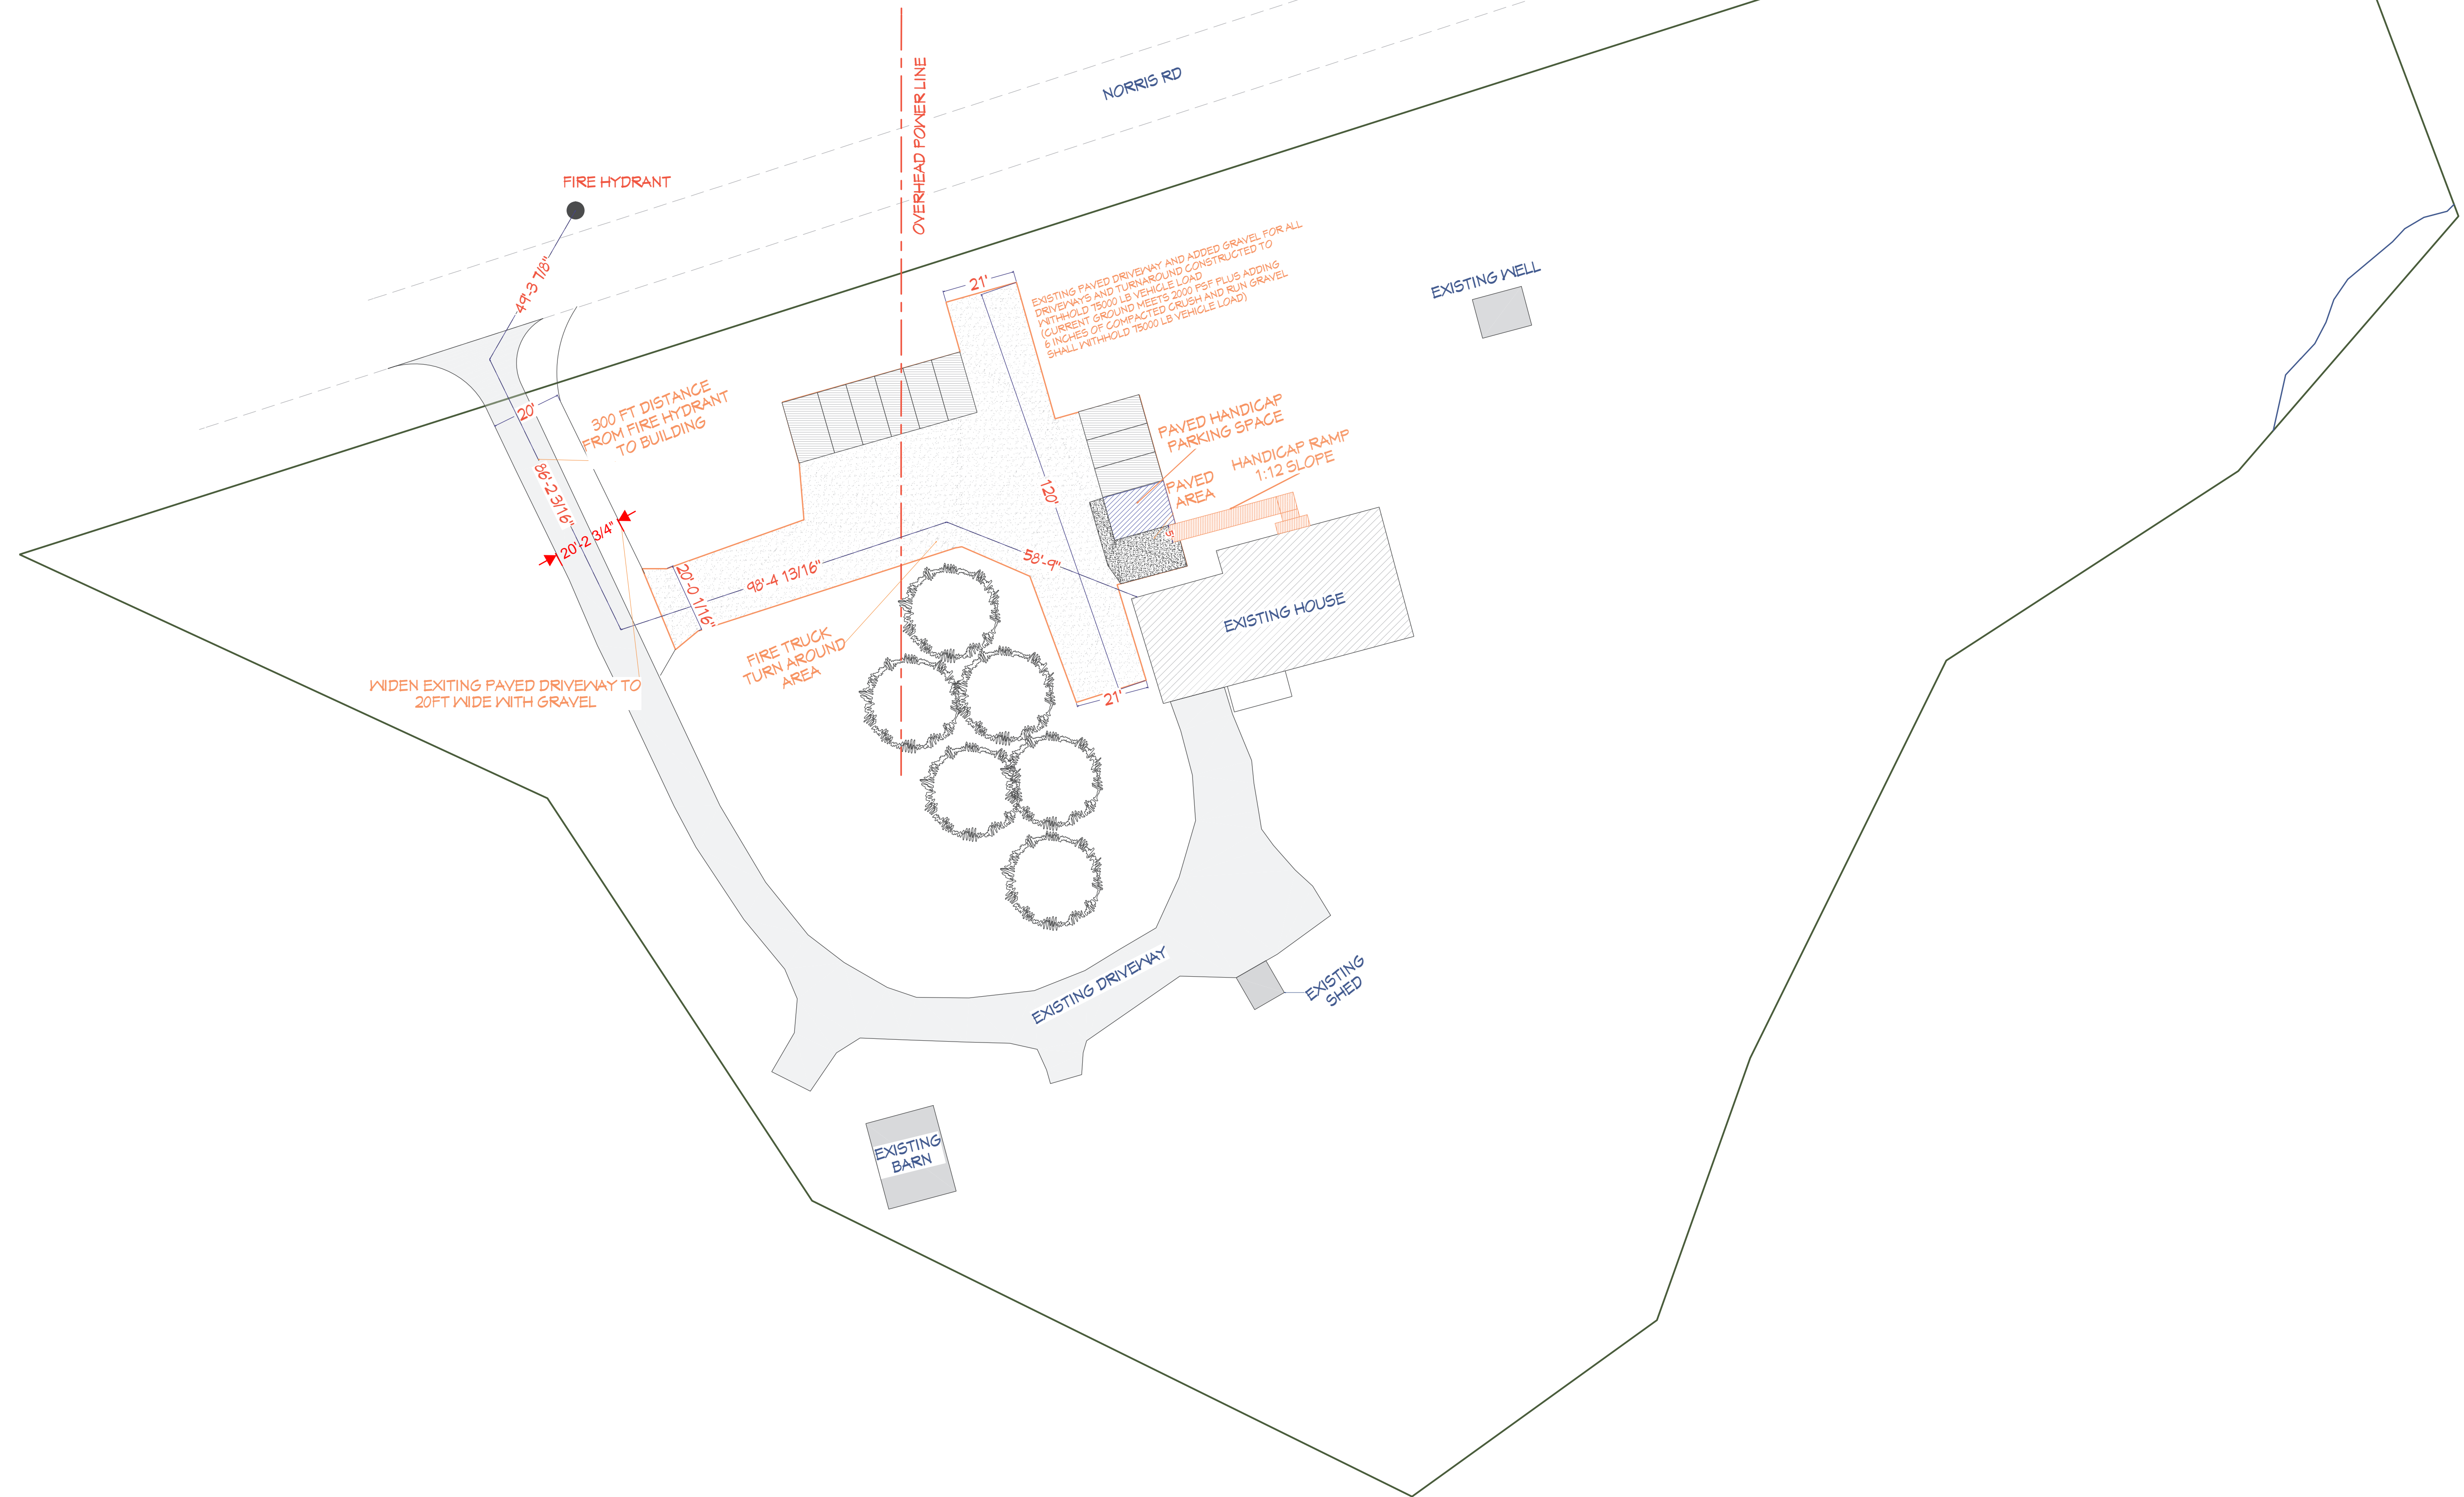 NORRIS RD
OVERHEAD POWER LINE
FIRE HYDRANT
49'-3 7/8"
21'
EXISTING PAVED DRIVEWAY AND ADDED GRAVEL FOR ALL
DRIVEWAYS AND TURNAROUND CONSTRUCTED TO
WITHHOLD 75000 LB VEHICLE LOAD
(CURRENT GROUND MEETS 2000 PSF PLUS ADDING
6 INCHES OF COMPACTED CRUSH AND RUN GRAVEL
SHALL WITHHOLD 75000 LB VEHICLE LOAD)
EXISTING WELL
20'
300 FT DISTANCE
FROM FIRE HYDRANT
TO BUILDING
PAVED HANDICAP
PARKING SPACE
HANDICAP RAMP
1:12 SLOPE
PAVED
AREA
86'-2 3/16"
120'
20'-2 3/4"
5'
58'-9"
98'-4 13/16"
20'-0 1/16"
EXISTING HOUSE
FIRE TRUCK
TURN AROUND
AREA
WIDEN EXITING PAVED DRIVEWAY TO
20FT WIDE WITH GRAVEL
21'
EXISTING DRIVEWAY
EXISTING
SHED
EXISTING
BARN